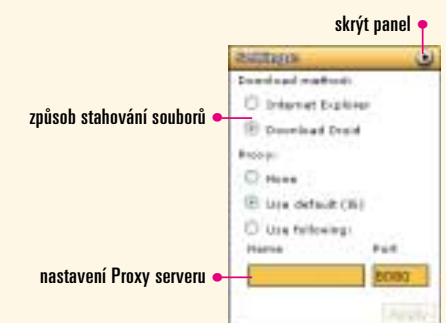 skrýt panel
Settings
Download method:
způsob stahování souborů
Internet Explorer
Download Droid
Proxy:
None
Use default (IE)
Use following:
Name Port
nastavení Proxy serveru
8080
Apply